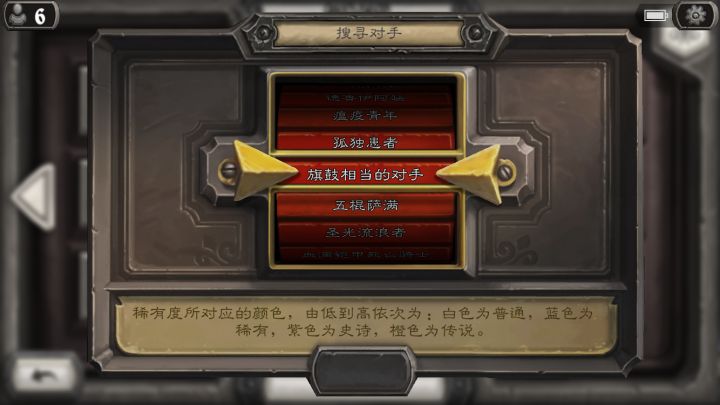 6
搜寻对手
瘟疫青年
孤独患者
旗鼓相当的对手
五棍萨满
圣光流浪者
稀有度所对应的颜色，由低到高依次为：白色为普通，蓝色为
稀有，紫色为史诗，橙色为传说。